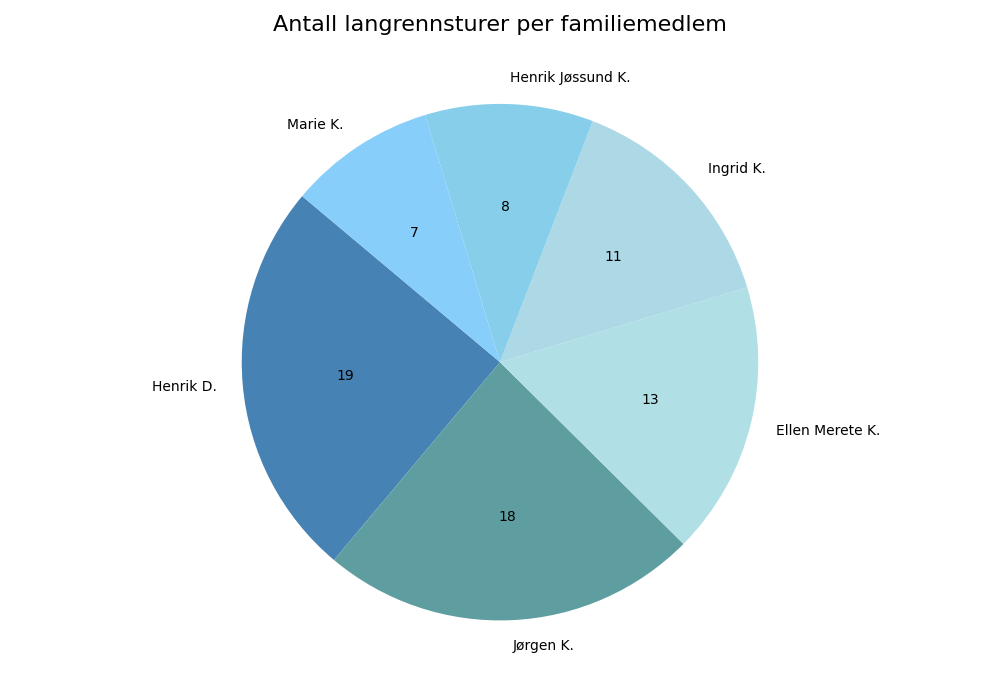 Antall langrennsturer per familiemedlem
Henrik Jøssund K.
Marie K.
Ingrid K.
8
7
11
Henrik D.
19
13
Ellen Merete K.
18
Jørgen K.